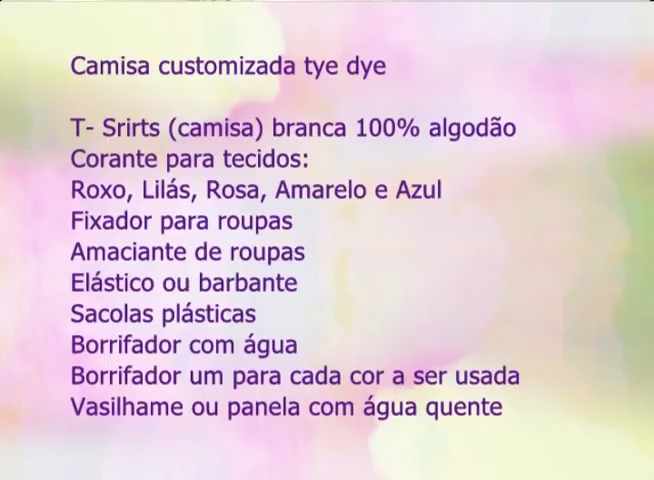 Camisa customizada tye dye
T- Srirts (camisa) branca 100% algodão
Corante para tecidos:
Roxo, Lilás, Rosa, Amarelo e Azul
Fixador para roupas
Amaciante de roupas
Elástico ou barbante
Sacolas plásticas
Borrifador com água
Borrifador um para cada cor a ser usada
Vasilhame ou panela com água quente